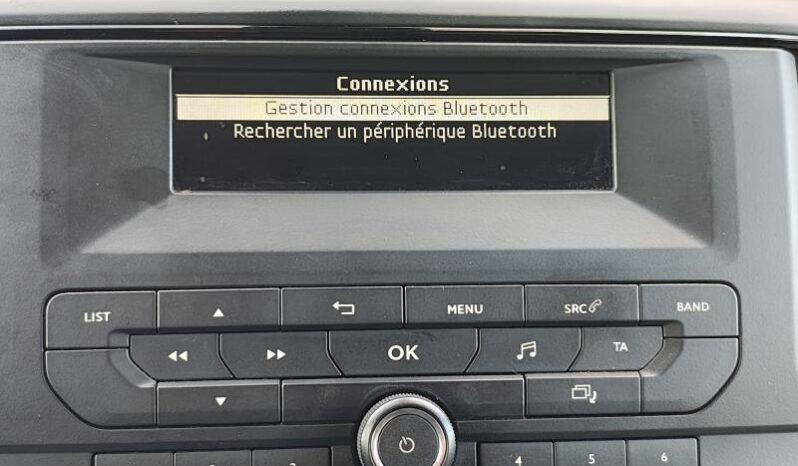 Connexions
Gestion connexions Bluetooth
Rechercher un périphérique Bluetooth
LIST
MENU
SRC
BAND
OK
TA
4
5
6